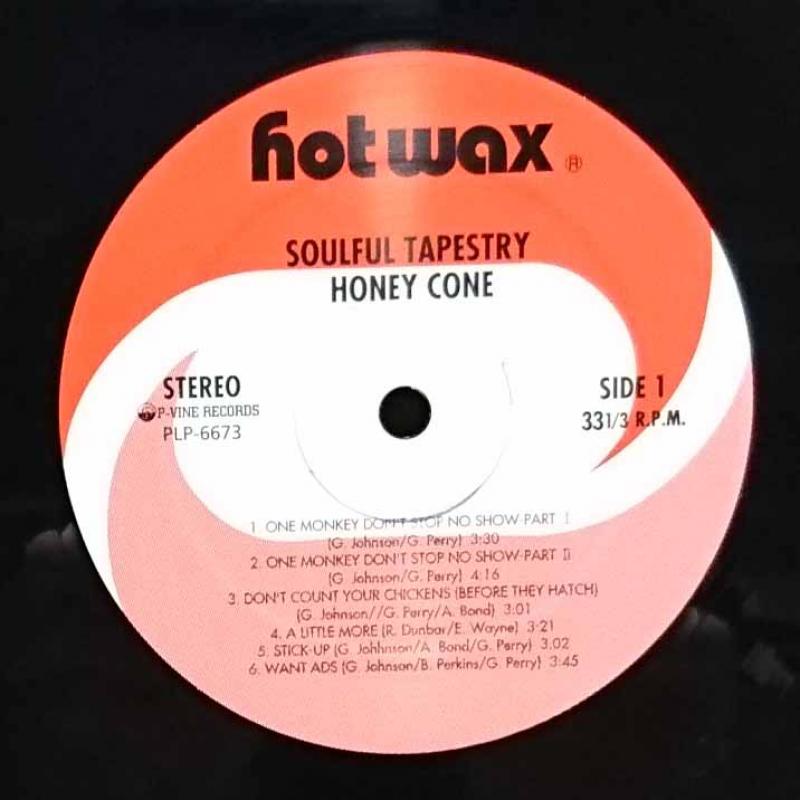 hot wax ®
SOULFUL TAPESTRY
HONEY CONE
STEREO
P-VINE RECORDS
PLP-6673
SIDE 1
33 1/3 R.P.M.
1. ONE MONKEY DON'T STOP NO SHOW-PART I
(G. Johnson/G. Perry) 3:30
2. ONE MONKEY DON'T STOP NO SHOW-PART II
(G. Johnson/G. Perry) 4:16
3. DON'T COUNT YOUR CHICKENS (BEFORE THEY HATCH)
(G. Johnson//G. Perry/A. Bond) 3:01
4. A LITTLE MORE (R. Dunbar/E. Wayne) 3:21
5. STICK-UP (G. Johhnson/A. Bond/G. Perry) 3:02
6. WANT ADS (G. Johnson/B. Perkins/G. Perry) 3:45